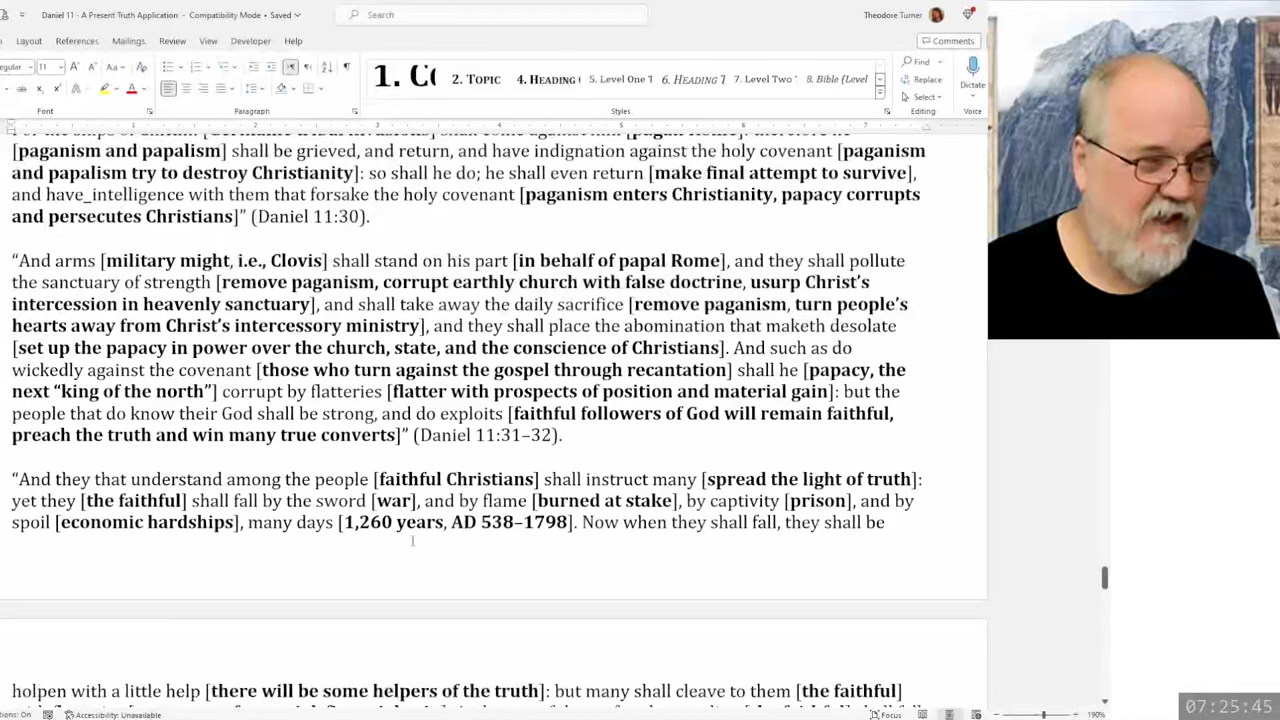 Daniel 11 - A Present Truth Application - Compatibility Mode • Saved
Search
Theodore Turner
Layout References Mailings Review View Developer Help
Comments
11
1. Co
2. Topic
4. Heading
5. Level One T
6. Heading T
7. Level Two
8. Bible (Level
Find
Replace
Select
Dictate
Font Paragraph Styles Editing Voice
1 2 3 4 5 6 7
[paganism and papalism] shall be grieved, and return, and have indignation against the holy covenant [paganism
and papalism try to destroy Christianity]: so shall he do; he shall even return [make final attempt to survive],
and have_intelligence with them that forsake the holy covenant [paganism enters Christianity, papacy corrupts
and persecutes Christians]” (Daniel 11:30).
“And arms [military might, i.e., Clovis] shall stand on his part [in behalf of papal Rome], and they shall pollute
the sanctuary of strength [remove paganism, corrupt earthly church with false doctrine, usurp Christ’s
intercession in heavenly sanctuary], and shall take away the daily sacrifice [remove paganism, turn people’s
hearts away from Christ’s intercessory ministry], and they shall place the abomination that maketh desolate
[set up the papacy in power over the church, state, and the conscience of Christians]. And such as do
wickedly against the covenant [those who turn against the gospel through recantation] shall he [papacy, the
next “king of the north”] corrupt by flatteries [flatter with prospects of position and material gain]: but the
people that do know their God shall be strong, and do exploits [faithful followers of God will remain faithful,
preach the truth and win many true converts]” (Daniel 11:31–32).
“And they that understand among the people [faithful Christians] shall instruct many [spread the light of truth]:
yet they [the faithful] shall fall by the sword [war], and by flame [burned at stake], by captivity [prison], and by
spoil [economic hardships], many days [1,260 years, AD 538–1798]. Now when they shall fall, they shall be
holpen with a little help [there will be some helpers of the truth]: but many shall cleave to them [the faithful]
Accessibility: Unavailable
Focus
190%
07:25:45